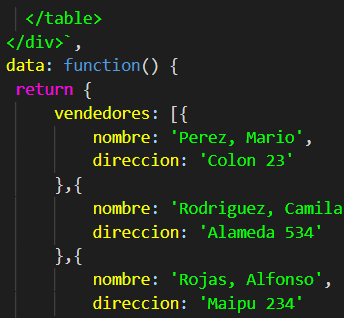 </table>
</div>`,
data: function() {
return {
vendedores: [{
nombre: 'Perez, Mario',
direccion: 'Colon 23'
},{
nombre: 'Rodriguez, Camila
direccion: 'Alameda 534'
},{
nombre: 'Rojas, Alfonso',
direccion: 'Maipu 234'